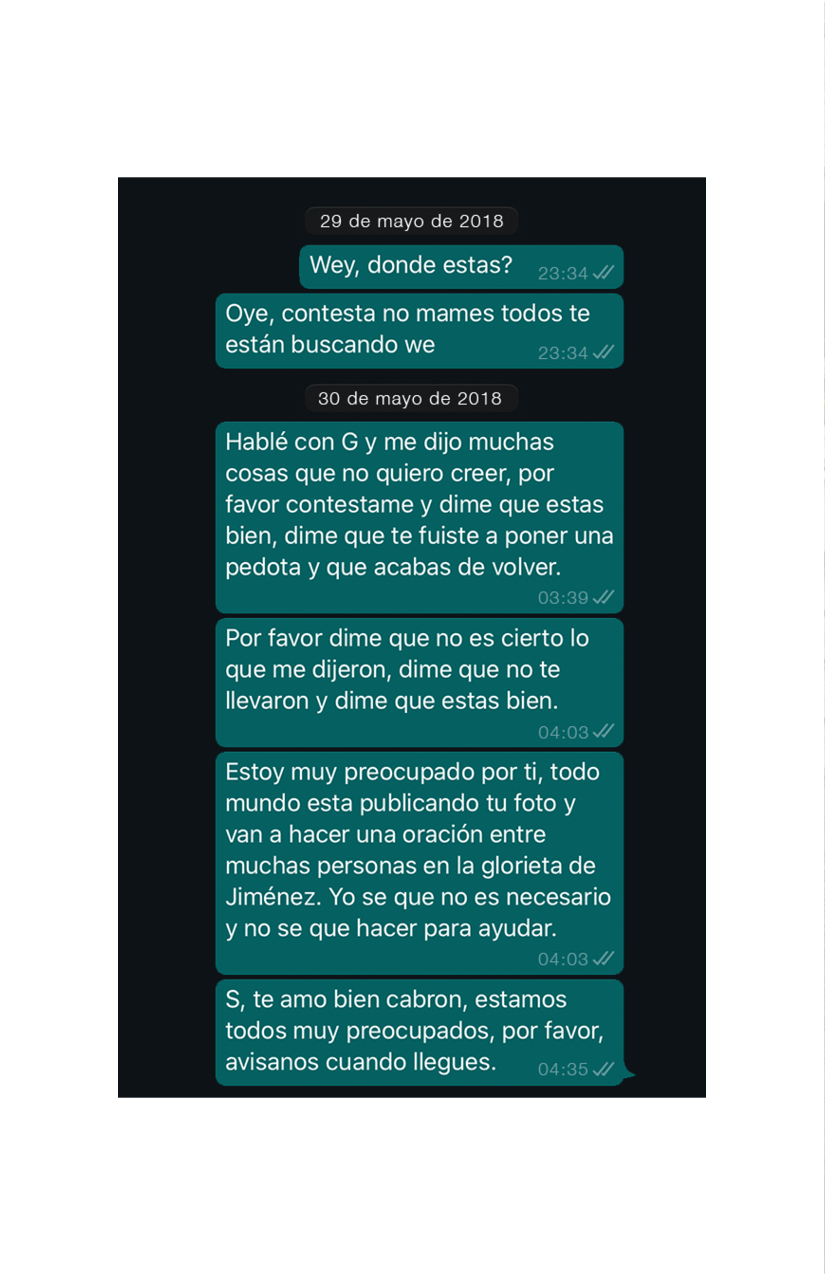 29 de mayo de 2018
Wey, donde estas?
23:34
Oye, contesta no mames todos te
están buscando we
23:34
30 de mayo de 2018
Hablé con G y me dijo muchas
cosas que no quiero creer, por
favor contestame y dime que estas
bien, dime que te fuiste a poner una
pedota y que acabas de volver.
03:39
Por favor dime que no es cierto lo
que me dijeron, dime que no te
llevaron y dime que estas bien.
04:03
Estoy muy preocupado por ti, todo
mundo esta publicando tu foto y
van a hacer una oración entre
muchas personas en la glorieta de
Jiménez. Yo se que no es necesario
y no se que hacer para ayudar.
04:03
S, te amo bien cabron, estamos
todos muy preocupados, por favor,
avisanos cuando llegues.
04:35